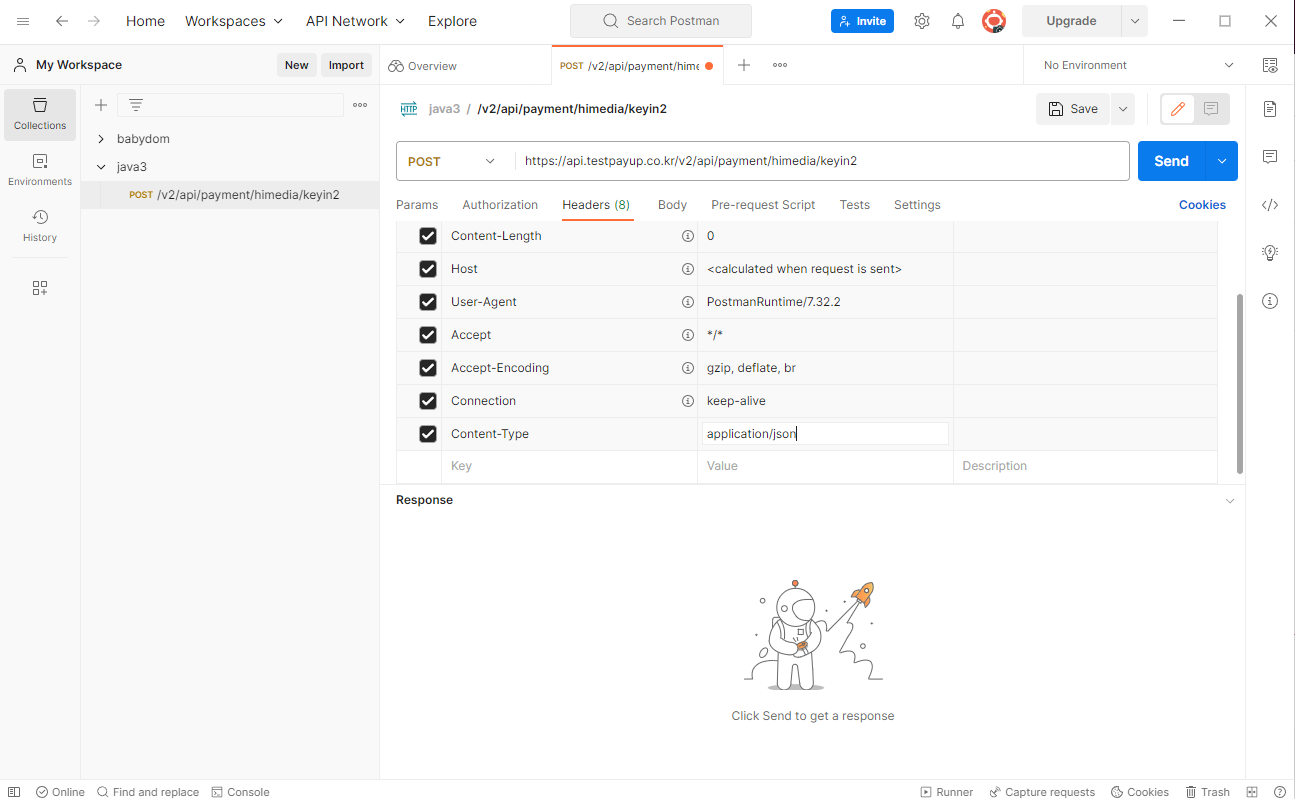 Home Workspaces API Network Explore Search Postman Invite Upgrade
My Workspace New Import Overview POST /v2/api/payment/hime No Environment
Collections
Environments
History
babydom
java3
POST /v2/api/payment/himedia/keyin2
HTTP java3 / /v2/api/payment/himedia/keyin2 Save
POST https://api.testpayup.co.kr/v2/api/payment/himedia/keyin2 Send
Params Authorization Headers (8) Body Pre-request Script Tests Settings Cookies
Content-Length 0
Host <calculated when request is sent>
User-Agent PostmanRuntime/7.32.2
Accept */*
Accept-Encoding gzip, deflate, br
Connection keep-alive
Content-Type application/json
Key Value Description
Response
Click Send to get a response
Online Find and replace Console Runner Capture requests Cookies Trash